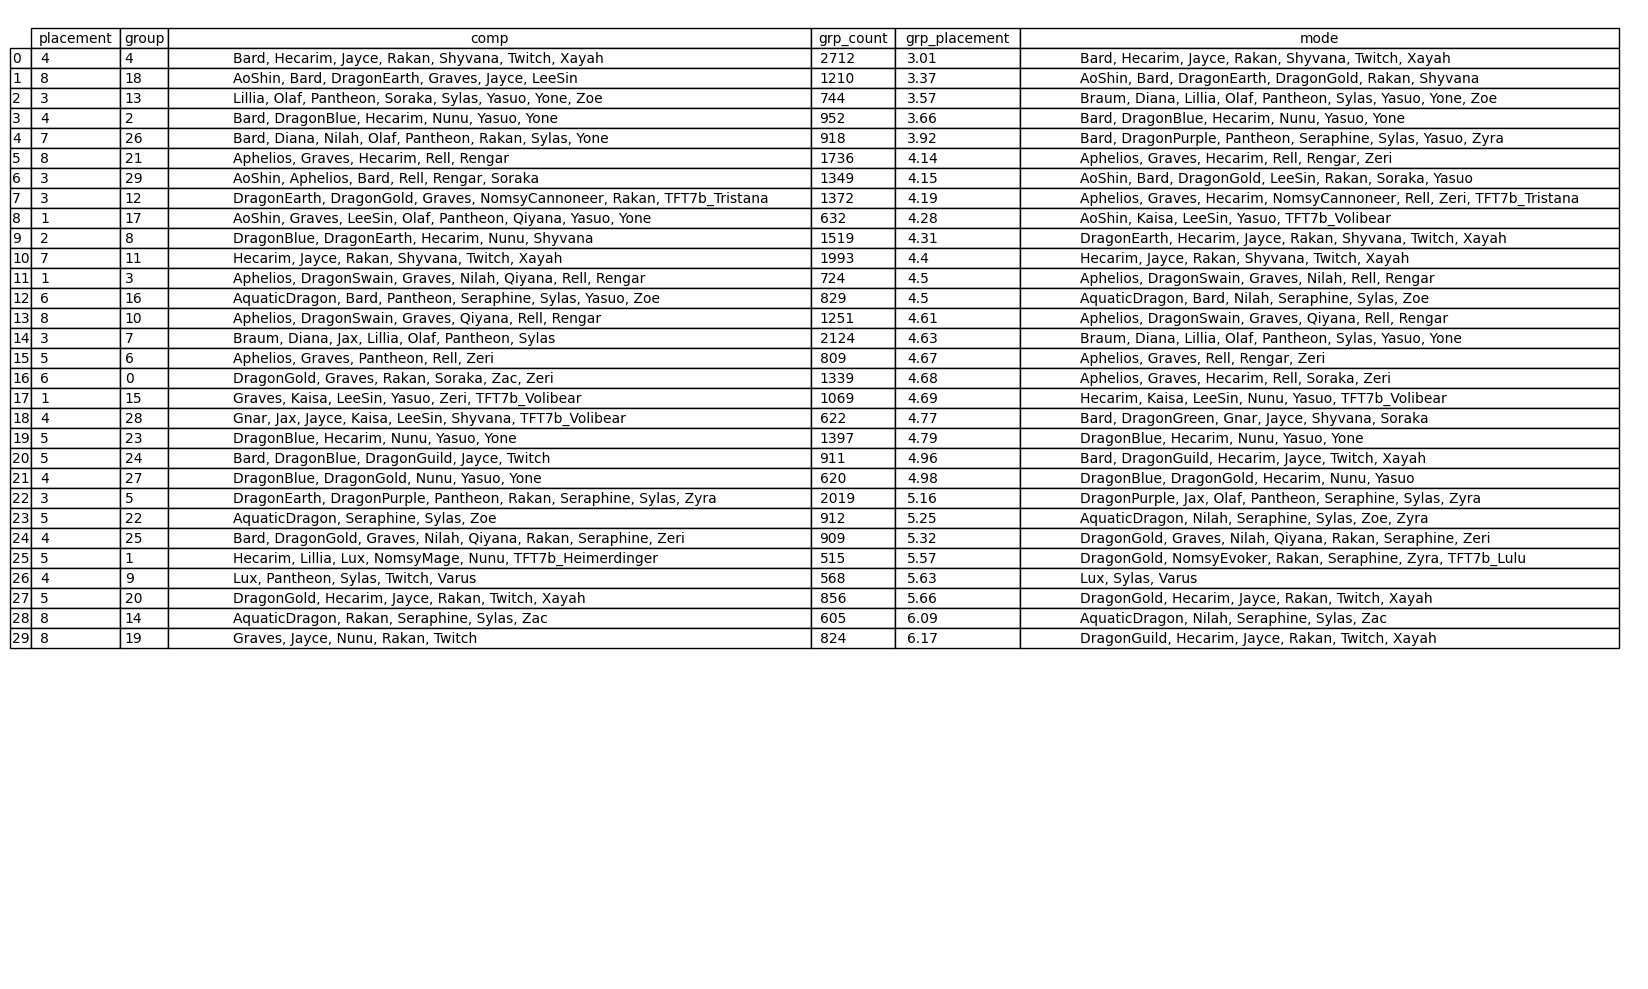 placement group comp grp_count grp_placement mode
0 4 4 Bard, Hecarim, Jayce, Rakan, Shyvana, Twitch, Xayah 2712 3.01 Bard, Hecarim, Jayce, Rakan, Shyvana, Twitch, Xayah
1 8 18 AoShin, Bard, DragonEarth, Graves, Jayce, LeeSin 1210 3.37 AoShin, Bard, DragonEarth, DragonGold, Rakan, Shyvana
2 3 13 Lillia, Olaf, Pantheon, Soraka, Sylas, Yasuo, Yone, Zoe 744 3.57 Braum, Diana, Lillia, Olaf, Pantheon, Sylas, Yasuo, Yone, Zoe
3 4 2 Bard, DragonBlue, Hecarim, Nunu, Yasuo, Yone 952 3.66 Bard, DragonBlue, Hecarim, Nunu, Yasuo, Yone
4 7 26 Bard, Diana, Nilah, Olaf, Pantheon, Rakan, Sylas, Yone 918 3.92 Bard, DragonPurple, Pantheon, Seraphine, Sylas, Yasuo, Zyra
5 8 21 Aphelios, Graves, Hecarim, Rell, Rengar 1736 4.14 Aphelios, Graves, Hecarim, Rell, Rengar, Zeri
6 3 29 AoShin, Aphelios, Bard, Rell, Rengar, Soraka 1349 4.15 AoShin, Bard, DragonGold, LeeSin, Rakan, Soraka, Yasuo
7 3 12 DragonEarth, DragonGold, Graves, NomsyCannoneer, Rakan, TFT7b_Tristana 1372 4.19 Aphelios, Graves, Hecarim, NomsyCannoneer, Rell, Zeri, TFT7b_Tristana
8 1 17 AoShin, Graves, LeeSin, Olaf, Pantheon, Qiyana, Yasuo, Yone 632 4.28 AoShin, Kaisa, LeeSin, Yasuo, TFT7b_Volibear
9 2 8 DragonBlue, DragonEarth, Hecarim, Nunu, Shyvana 1519 4.31 DragonEarth, Hecarim, Jayce, Rakan, Shyvana, Twitch, Xayah
10 7 11 Hecarim, Jayce, Rakan, Shyvana, Twitch, Xayah 1993 4.4 Hecarim, Jayce, Rakan, Shyvana, Twitch, Xayah
11 1 3 Aphelios, DragonSwain, Graves, Nilah, Qiyana, Rell, Rengar 724 4.5 Aphelios, DragonSwain, Graves, Nilah, Rell, Rengar
12 6 16 AquaticDragon, Bard, Pantheon, Seraphine, Sylas, Yasuo, Zoe 829 4.5 AquaticDragon, Bard, Nilah, Seraphine, Sylas, Zoe
13 8 10 Aphelios, DragonSwain, Graves, Qiyana, Rell, Rengar 1251 4.61 Aphelios, DragonSwain, Graves, Qiyana, Rell, Rengar
14 3 7 Braum, Diana, Jax, Lillia, Olaf, Pantheon, Sylas 2124 4.63 Braum, Diana, Lillia, Olaf, Pantheon, Sylas, Yasuo, Yone
15 5 6 Aphelios, Graves, Pantheon, Rell, Zeri 809 4.67 Aphelios, Graves, Rell, Rengar, Zeri
16 6 0 DragonGold, Graves, Rakan, Soraka, Zac, Zeri 1339 4.68 Aphelios, Graves, Hecarim, Rell, Soraka, Zeri
17 1 15 Graves, Kaisa, LeeSin, Yasuo, Zeri, TFT7b_Volibear 1069 4.69 Hecarim, Kaisa, LeeSin, Nunu, Yasuo, TFT7b_Volibear
18 4 28 Gnar, Jax, Jayce, Kaisa, LeeSin, Shyvana, TFT7b_Volibear 622 4.77 Bard, DragonGreen, Gnar, Jayce, Shyvana, Soraka
19 5 23 DragonBlue, Hecarim, Nunu, Yasuo, Yone 1397 4.79 DragonBlue, Hecarim, Nunu, Yasuo, Yone
20 5 24 Bard, DragonBlue, DragonGuild, Jayce, Twitch 911 4.96 Bard, DragonGuild, Hecarim, Jayce, Twitch, Xayah
21 4 27 DragonBlue, DragonGold, Nunu, Yasuo, Yone 620 4.98 DragonBlue, DragonGold, Hecarim, Nunu, Yasuo
22 3 5 DragonEarth, DragonPurple, Pantheon, Rakan, Seraphine, Sylas, Zyra 2019 5.16 DragonPurple, Jax, Olaf, Pantheon, Seraphine, Sylas, Zyra
23 5 22 AquaticDragon, Seraphine, Sylas, Zoe 912 5.25 AquaticDragon, Nilah, Seraphine, Sylas, Zoe, Zyra
24 4 25 Bard, DragonGold, Graves, Nilah, Qiyana, Rakan, Seraphine, Zeri 909 5.32 DragonGold, Graves, Nilah, Qiyana, Rakan, Seraphine, Zeri
25 5 1 Hecarim, Lillia, Lux, NomsyMage, Nunu, TFT7b_Heimerdinger 515 5.57 DragonGold, NomsyEvoker, Rakan, Seraphine, Zyra, TFT7b_Lulu
26 4 9 Lux, Pantheon, Sylas, Twitch, Varus 568 5.63 Lux, Sylas, Varus
27 5 20 DragonGold, Hecarim, Jayce, Rakan, Twitch, Xayah 856 5.66 DragonGold, Hecarim, Jayce, Rakan, Twitch, Xayah
28 8 14 AquaticDragon, Rakan, Seraphine, Sylas, Zac 605 6.09 AquaticDragon, Nilah, Seraphine, Sylas, Zac
29 8 19 Graves, Jayce, Nunu, Rakan, Twitch 824 6.17 DragonGuild, Hecarim, Jayce, Rakan, Twitch, Xayah